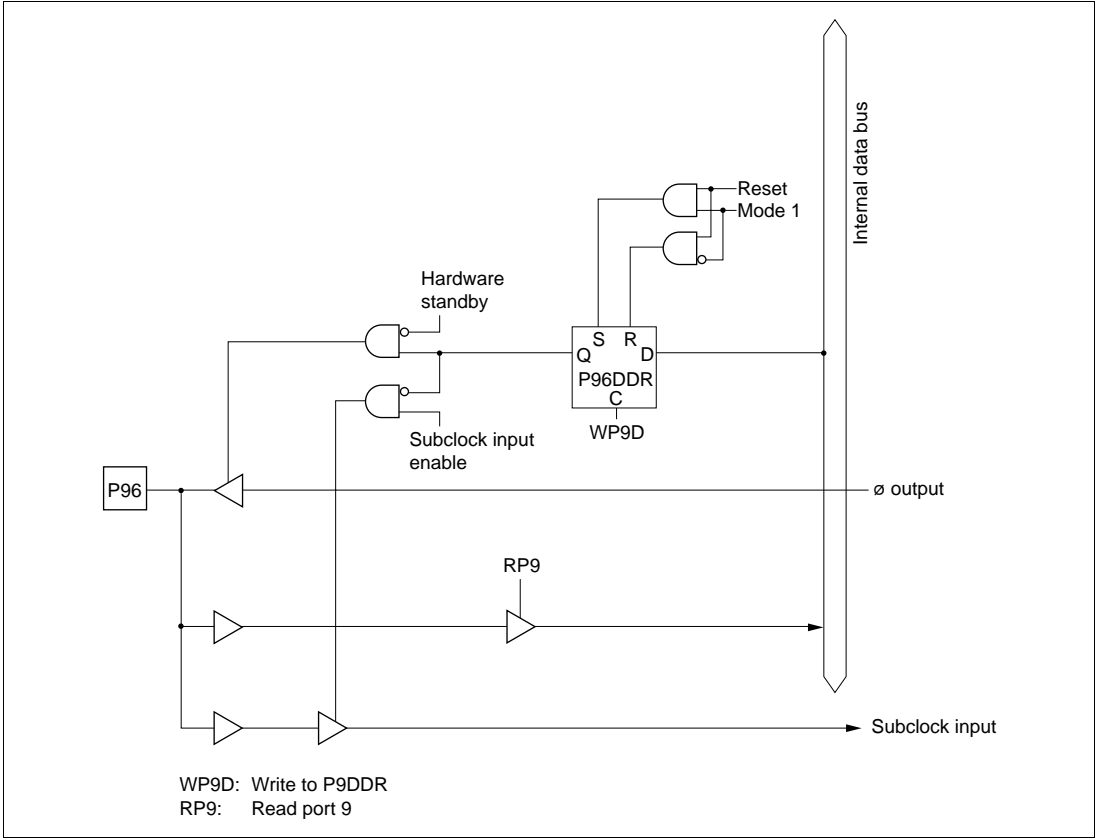 Internal data bus
Reset
Mode 1
Hardware
standby
S R
Q D
P96DDR
C
WP9D
Subclock input
enable
P96
ø output
RP9
Subclock input
WP9D: Write to P9DDR
RP9: Read port 9